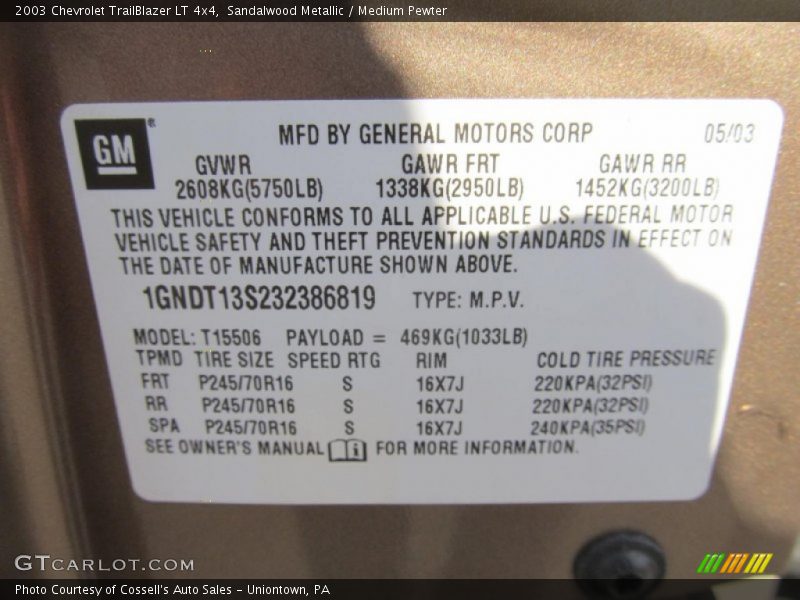 2003 Chevrolet TrailBlazer LT 4x4, Sandalwood Metallic / Medium Pewter
GM®
MFD BY GENERAL MOTORS CORP 05/03
GVWR GAWR FRT GAWR RR
2608KG(5750LB) 1338KG(2950LB) 1452KG(3200LB)
THIS VEHICLE CONFORMS TO ALL APPLICABLE U.S. FEDERAL MOTOR
VEHICLE SAFETY AND THEFT PREVENTION STANDARDS IN EFFECT ON
THE DATE OF MANUFACTURE SHOWN ABOVE.
1GNDT13S232386819 TYPE: M.P.V.
MODEL: T15506 PAYLOAD = 469KG(1033LB)
TPMD TIRE SIZE SPEED RTG RIM COLD TIRE PRESSURE
FRT P245/70R16 S 16X7J 220KPA(32PSI)
RR P245/70R16 S 16X7J 220KPA(32PSI)
SPA P245/70R16 S 16X7J 240KPA(35PSI)
SEE OWNER'S MANUAL FOR MORE INFORMATION.
GTCARLOT.COM
Photo Courtesy of Cossell's Auto Sales - Uniontown, PA